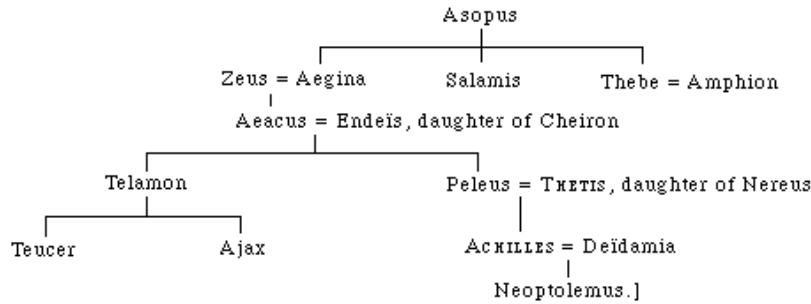 Asopus
Zeus = Aegina Salamis Thebe = Amphion
Aeacus = Endeïs, daughter of Cheiron
Telamon Peleus = THETIS, daughter of Nereus
Teucer Ajax ACHILLES = Deïdamia
Neoptolemus.]